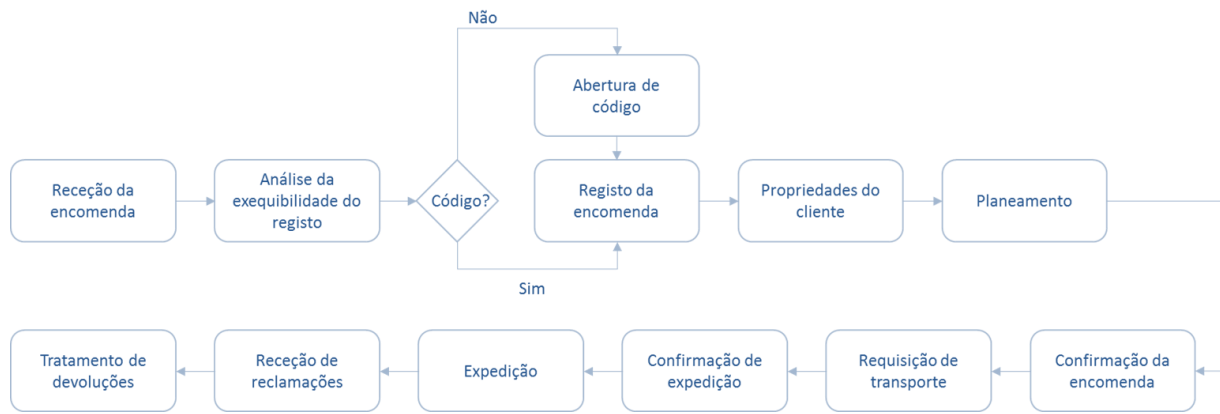 Não
Abertura de
código
Receção da
encomenda
Análise da
exequibilidade do
registo
Código?
Registo da
encomenda
Propriedades do
cliente
Planeamento
Sim
Tratamento de
devoluções
Receção de
reclamações
Expedição
Confirmação de
expedição
Requisição de
transporte
Confirmação da
encomenda